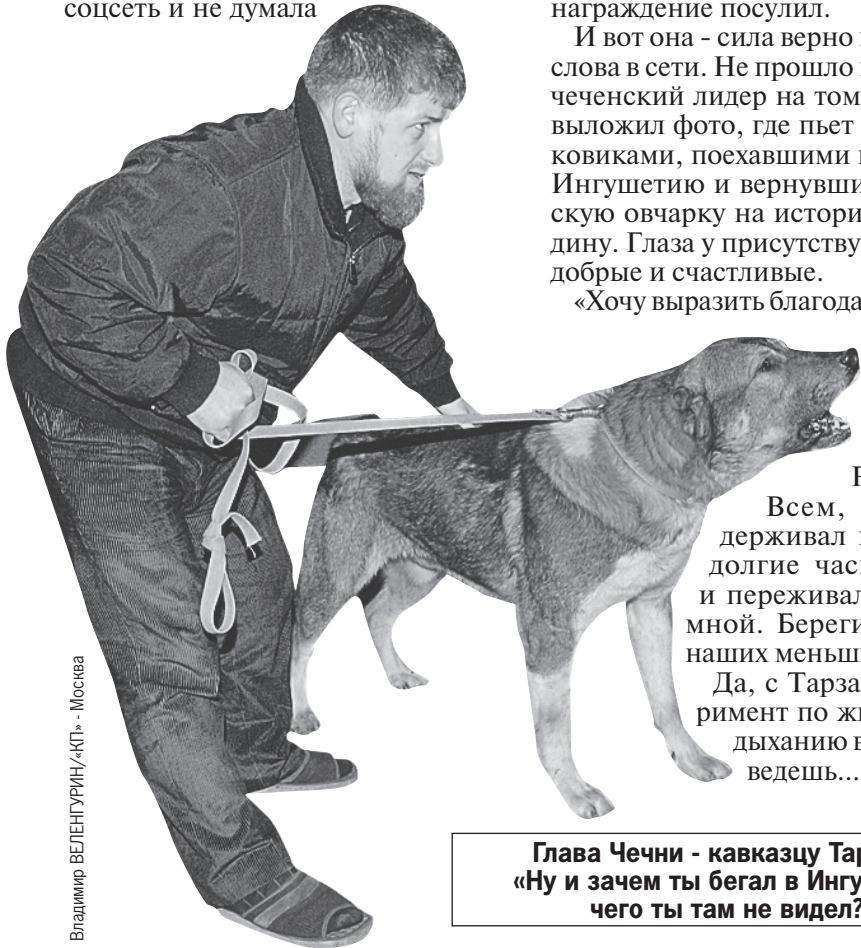 соцсеть и не думала
награждение посулил.
И вот она - сила верно
слова в сети. Не прошло
чеченский лидер на том
выложил фото, где пьет
ковиками, поехавшими
Ингушетию и вернувши
скую овчарку на истори
дину. Глаза у присутству
добрые и счастливые.
«Хочу выразить благода
Всем,
держивал
долгие час
и переживал
мной. Береги
наших меньш
Да, с Тарза
римент по ж
дыханию в
ведешь...
Владимир ВЕЛЕНГУРИН/«КП» - Москва
Глава Чечни - кавказцу Тар
«Ну и зачем ты бегал в Ингу
чего ты там не видел?